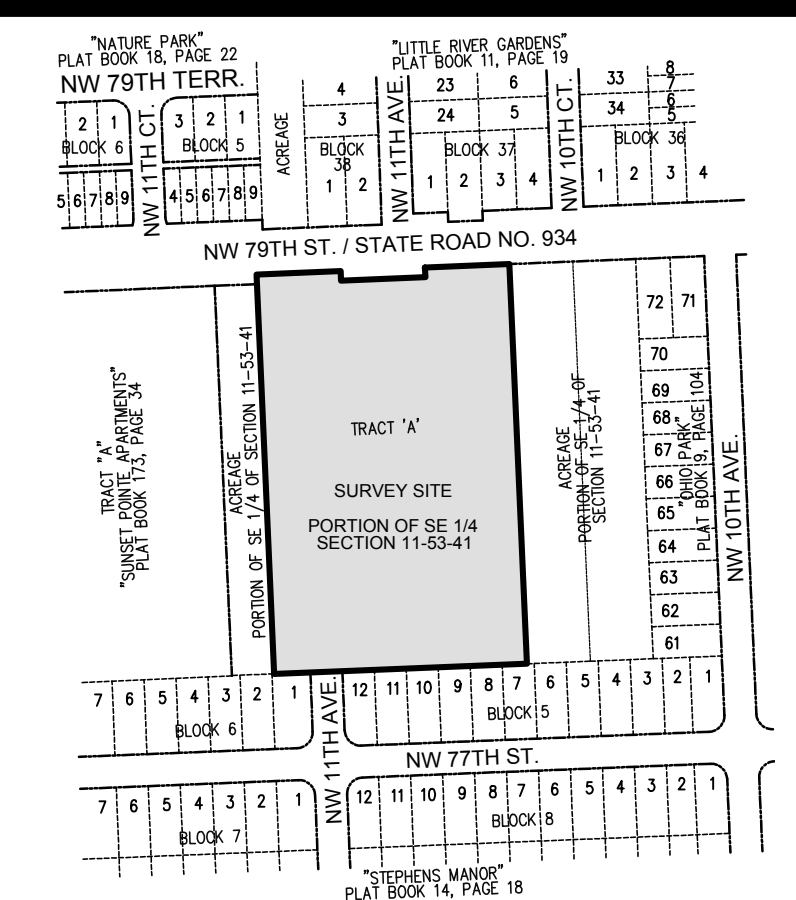 "NATURE PARK"
PLAT BOOK 18, PAGE 22
"LITTLE RIVER GARDENS"
PLAT BOOK 11, PAGE 19
NW 79TH TERR.
2 1
BLOCK 6
5 6 7 8 9
NW 11TH CT.
3 2 1
BLOCK 5
4 5 6 7 8 9
ACREAGE
4
3
BLOCK
38
1 2
NW 11TH AVE.
23 6
24 5
BLOCK 37
1 2 3 4
NW 10TH CT.
33
34
8
7
6
5
BLOCK 36
1 2 3 4
NW 79TH ST. / STATE ROAD NO. 934
TRACT "A"
"SUNSET POINTE APARTMENTS"
PLAT BOOK 173, PAGE 34
ACREAGE
PORTION OF SE 1/4 OF SECTION 11-53-41
TRACT 'A'
SURVEY SITE
PORTION OF SE 1/4
SECTION 11-53-41
ACREAGE
PORTION OF SE 1/4 OF
SECTION 11-53-41
72 71
70
69
68
67
66
65
64
63
62
61
"OHIO PARK"
PLAT BOOK 9, PAGE 104
NW 10TH AVE.
7 6 5 4 3 2 1
BLOCK 6
NW 11TH AVE.
12 11 10 9 8 7 6 5 4 3 2 1
BLOCK 5
NW 77TH ST.
7 6 5 4 3 2 1
BLOCK 7
12 11 10 9 8 7 6 5 4 3 2 1
BLOCK 8
"STEPHENS MANOR"
PLAT BOOK 14, PAGE 18